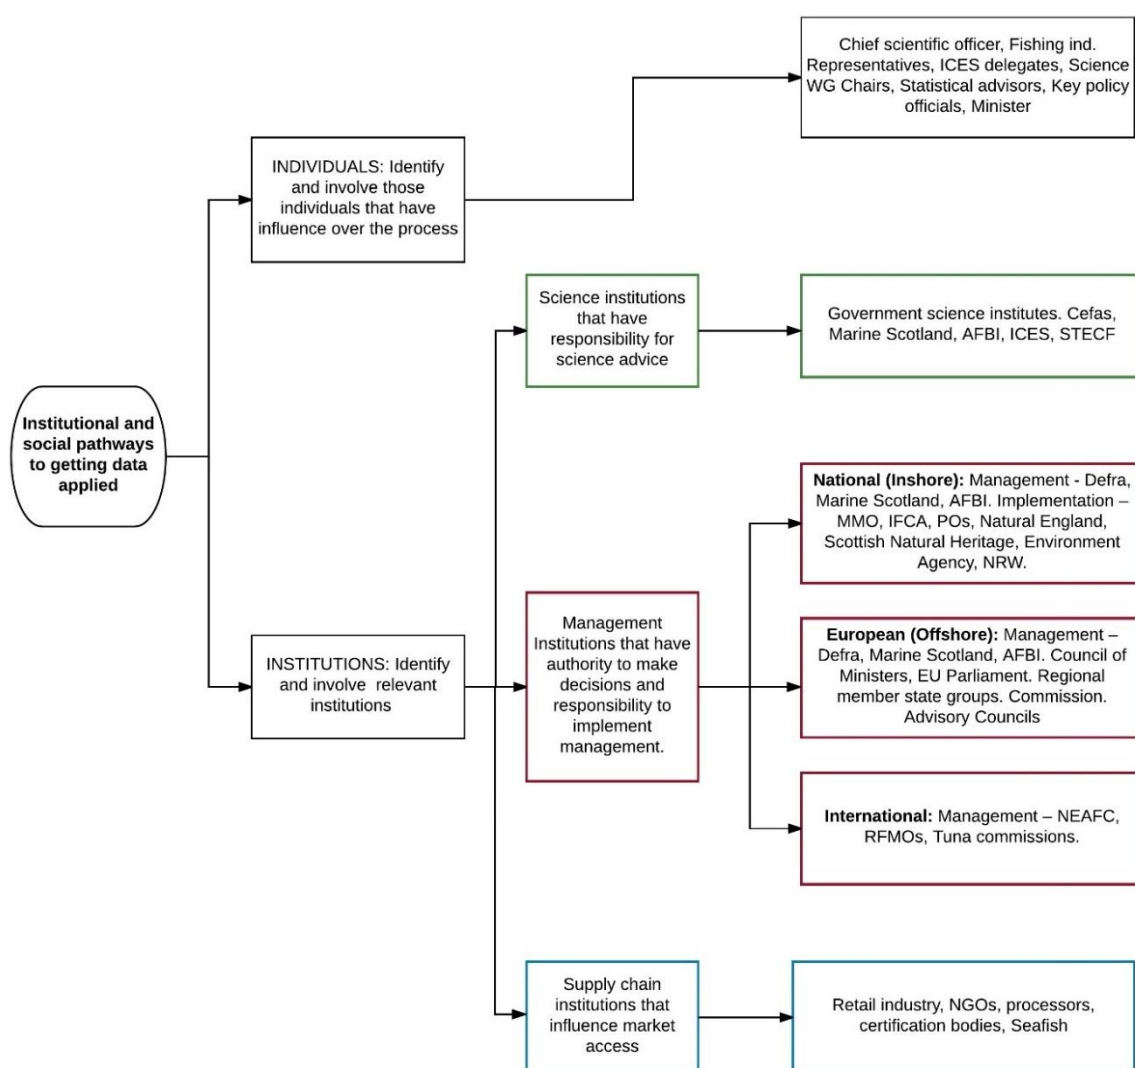 Chief scientific officer, Fishing ind.
Representatives, ICES delegates, Science
WG Chairs, Statistical advisors, Key policy
officials, Minister
INDIVIDUALS: Identify
and involve those
individuals that have
influence over the process
Science institutions
that have
responsibility for
science advice
Government science institutes. Cefas,
Marine Scotland, AFBI, ICES, STECF
Institutional and
social pathways
to getting data
applied
National (Inshore): Management - Defra,
Marine Scotland, AFBI. Implementation –
MMO, IFCA, POs, Natural England,
Scottish Natural Heritage, Environment
Agency, NRW.
INSTITUTIONS: Identify
and involve relevant
institutions
Management
Institutions that have
authority to make
decisions and
responsibility to
implement
management.
European (Offshore): Management –
Defra, Marine Scotland, AFBI. Council of
Ministers, EU Parliament. Regional
member state groups. Commission.
Advisory Councils
International: Management – NEAFC,
RFMOs, Tuna commissions.
Supply chain
institutions that
influence market
access
Retail industry, NGOs, processors,
certification bodies, Seafish